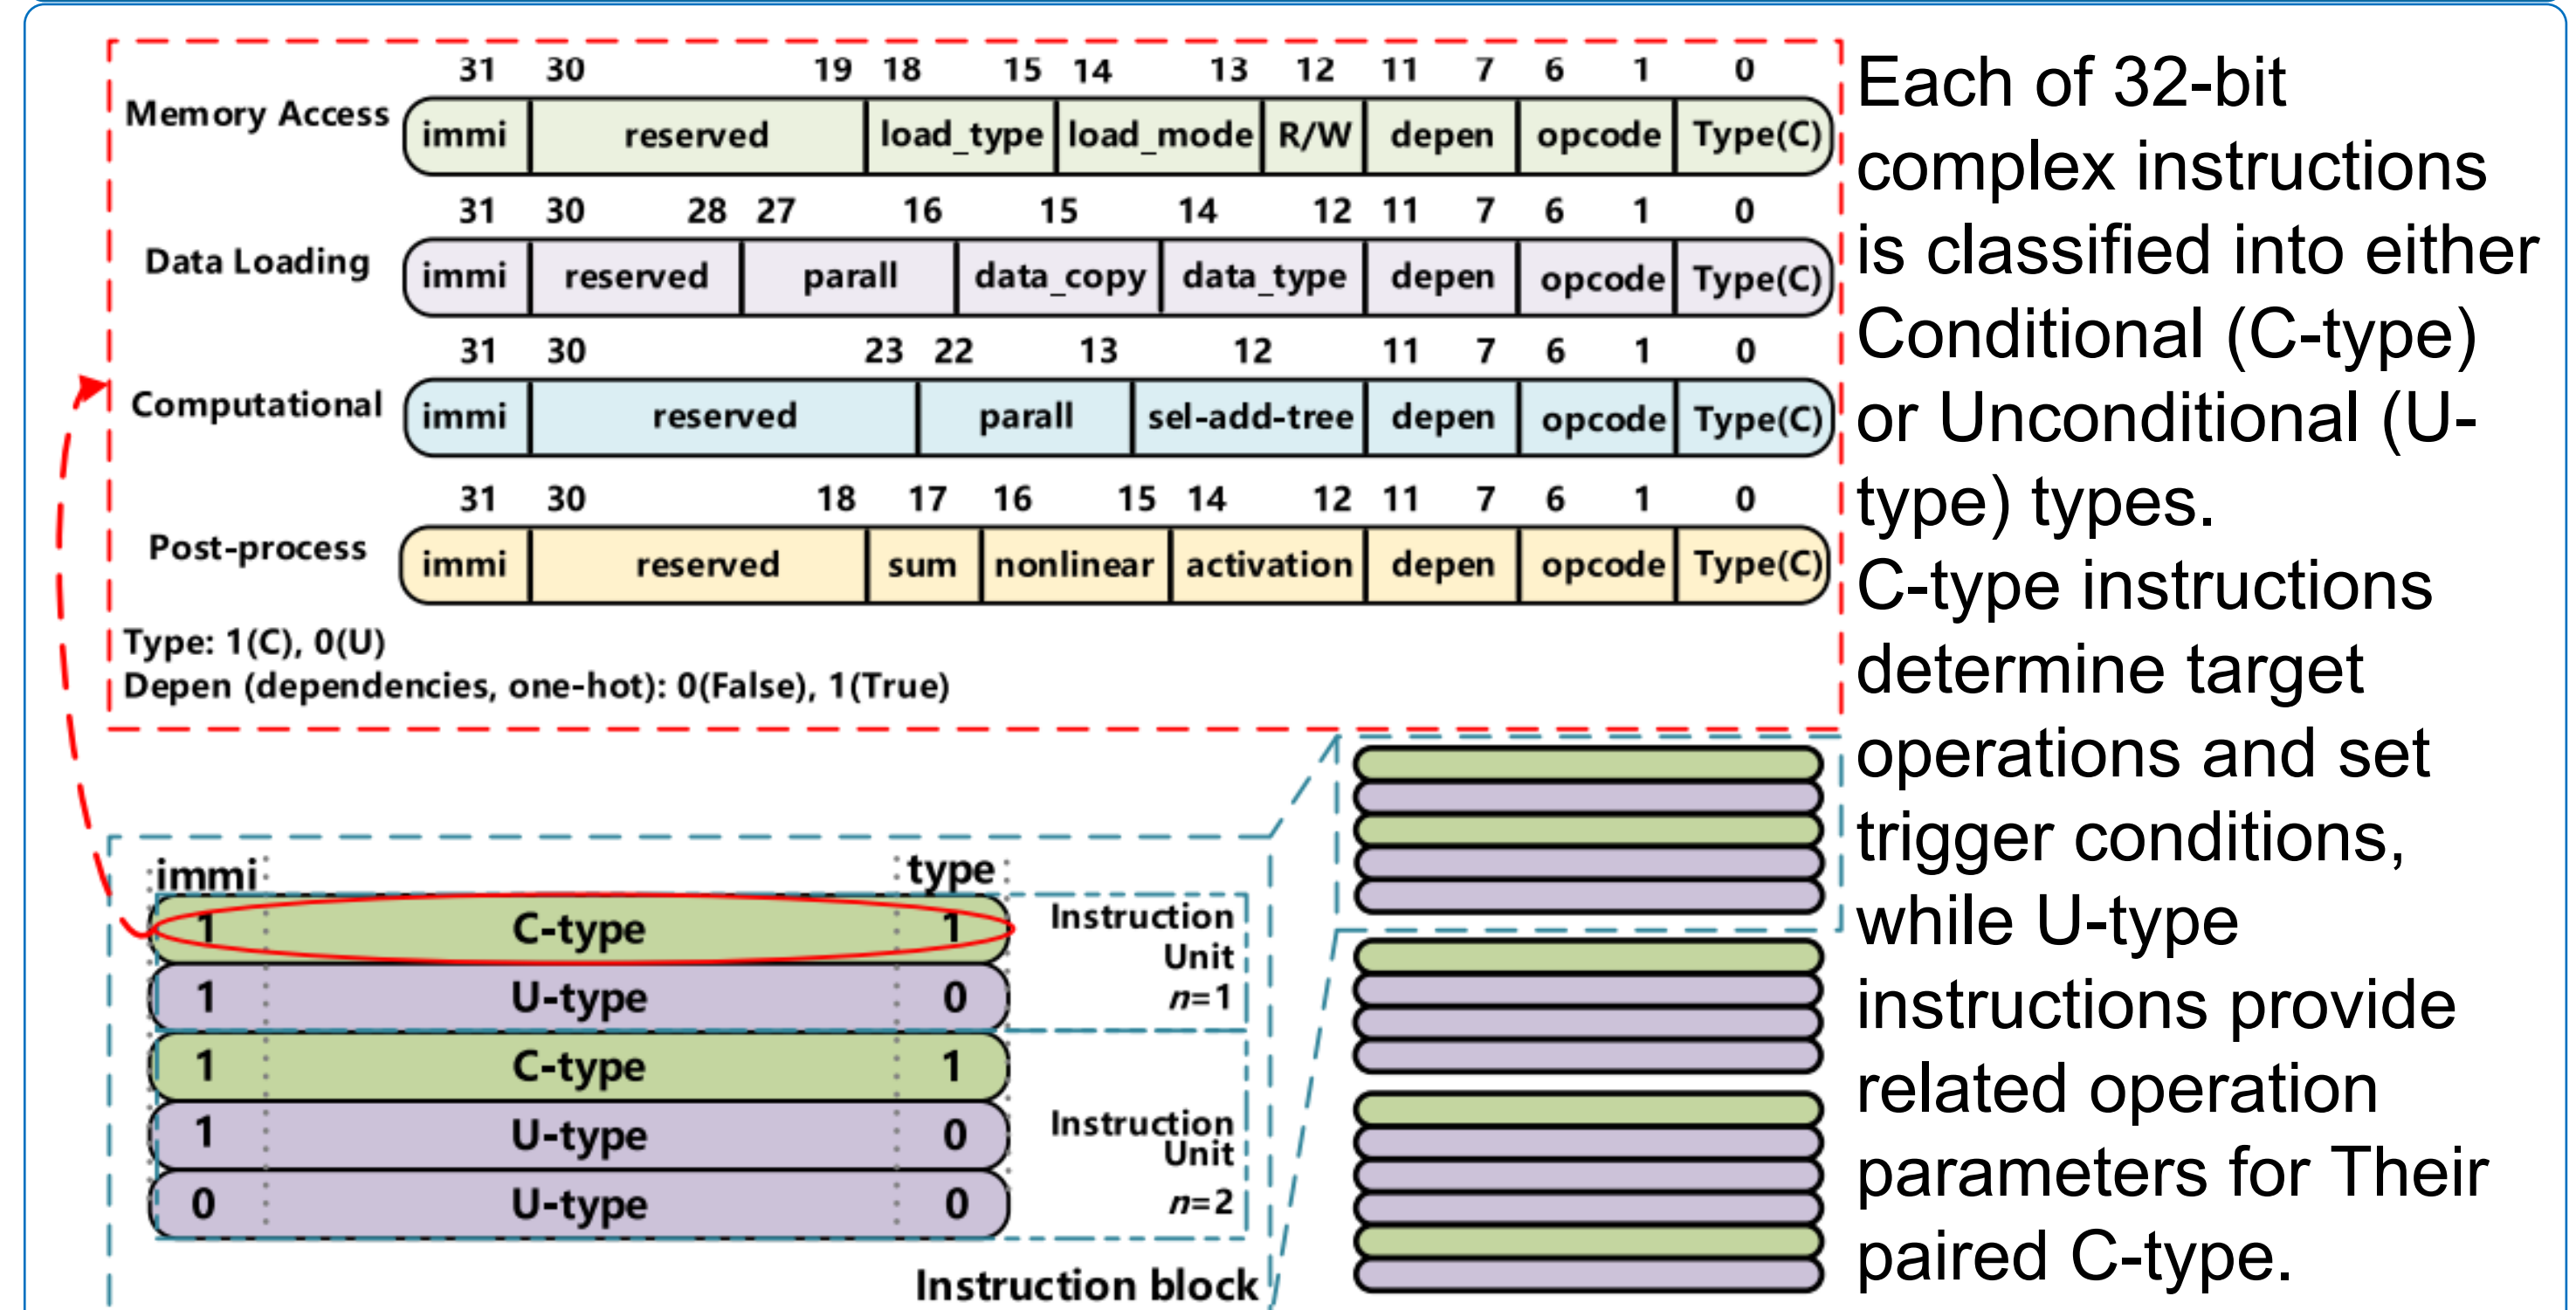 31 30 19 18 15 14 13 12 11 7 6 1 0
Memory Access immi reserved load_type load_mode R/W depen opcode Type(C)
31 30 28 27 16 15 14 12 11 7 6 1 0
Data Loading immi reserved parall data_copy data_type depen opcode Type(C)
31 30 23 22 13 12 11 7 6 1 0
Computational immi reserved parall sel-add-tree depen opcode Type(C)
31 30 18 17 16 15 14 12 11 7 6 1 0
Post-process immi reserved sum nonlinear activation depen opcode Type(C)
Type: 1(C), 0(U)
Depen (dependencies, one-hot): 0(False), 1(True)
immi type
1 C-type 1
1 U-type 0
Instruction
Unit
n=1
1 C-type 1
1 U-type 0
0 U-type 0
Instruction
Unit
n=2
Instruction block
Each of 32-bit
complex instructions
is classified into either
Conditional (C-type)
or Unconditional (U-
type) types.
C-type instructions
determine target
operations and set
trigger conditions,
while U-type
instructions provide
related operation
parameters for Their
paired C-type.